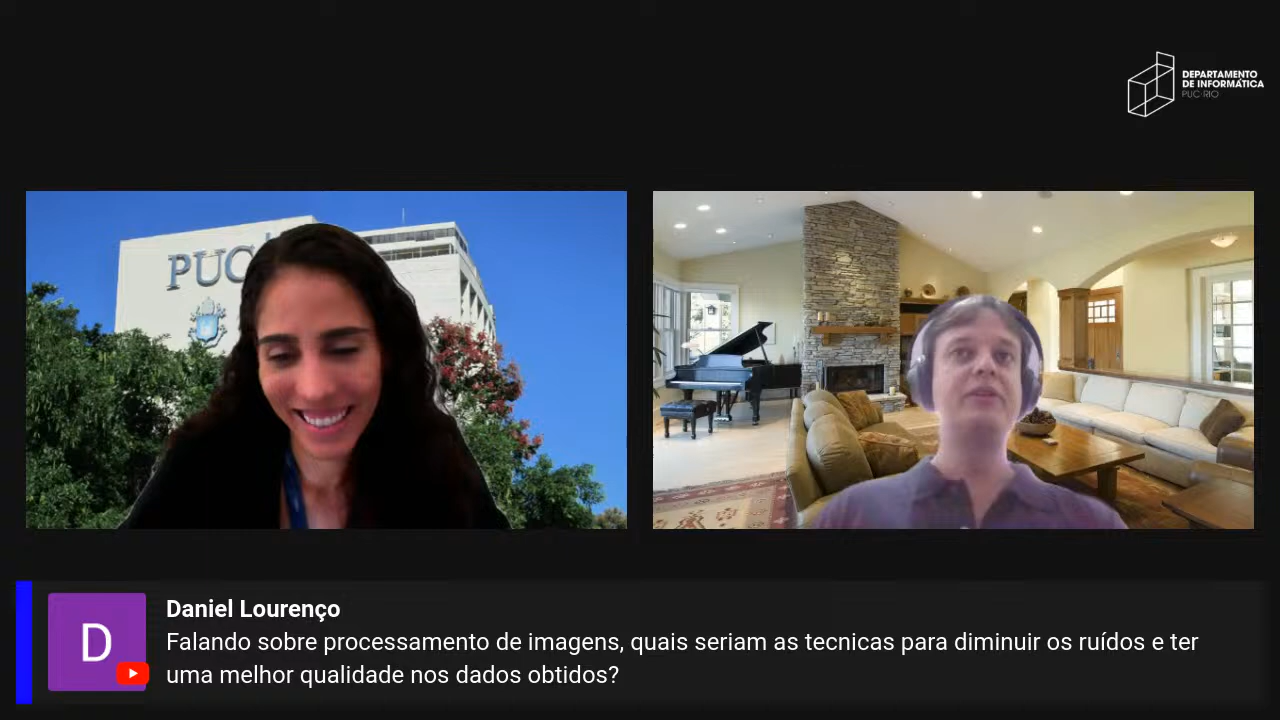 DEPARTAMENTO
DE INFORMÁTICA
PUC-RIO
PUC
Daniel Lourenço
Falando sobre processamento de imagens, quais seriam as tecnicas para diminuir os ruídos e ter
uma melhor qualidade nos dados obtidos?
D